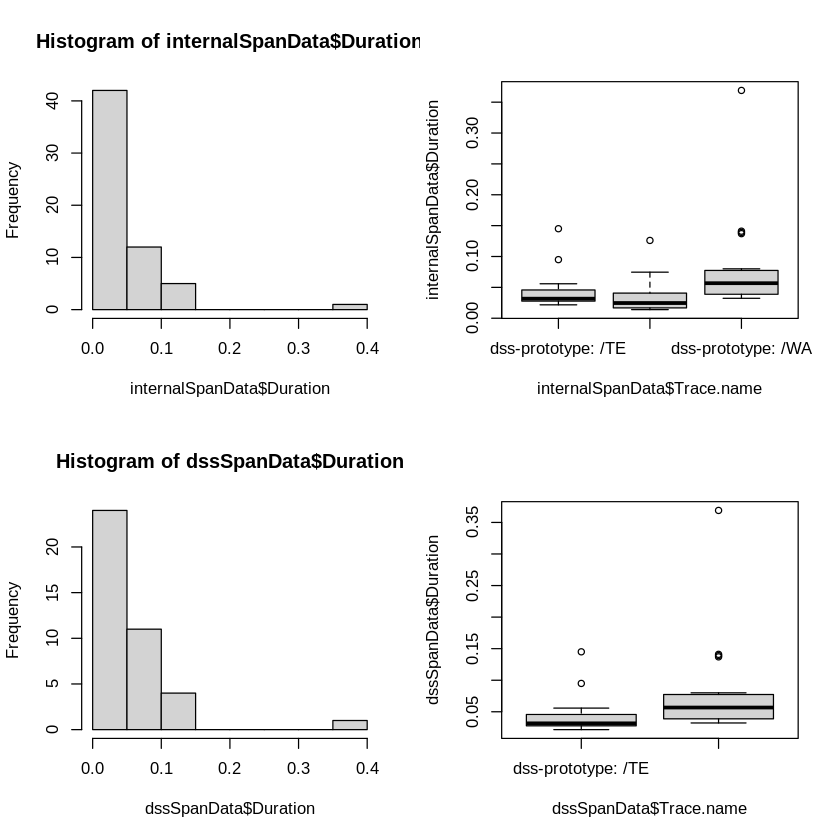 Histogram of internalSpanData$Duration
Frequency
0 10 20 30 40
0.0 0.1 0.2 0.3 0.4
internalSpanData$Duration
internalSpanData$Duration
0.00 0.10 0.20 0.30
dss-prototype: /TE dss-prototype: /WA
internalSpanData$Trace.name
Histogram of dssSpanData$Duration
Frequency
0 5 10 15 20
0.0 0.1 0.2 0.3 0.4
dssSpanData$Duration
dssSpanData$Duration
0.05 0.15 0.25 0.35
dss-prototype: /TE
dssSpanData$Trace.name